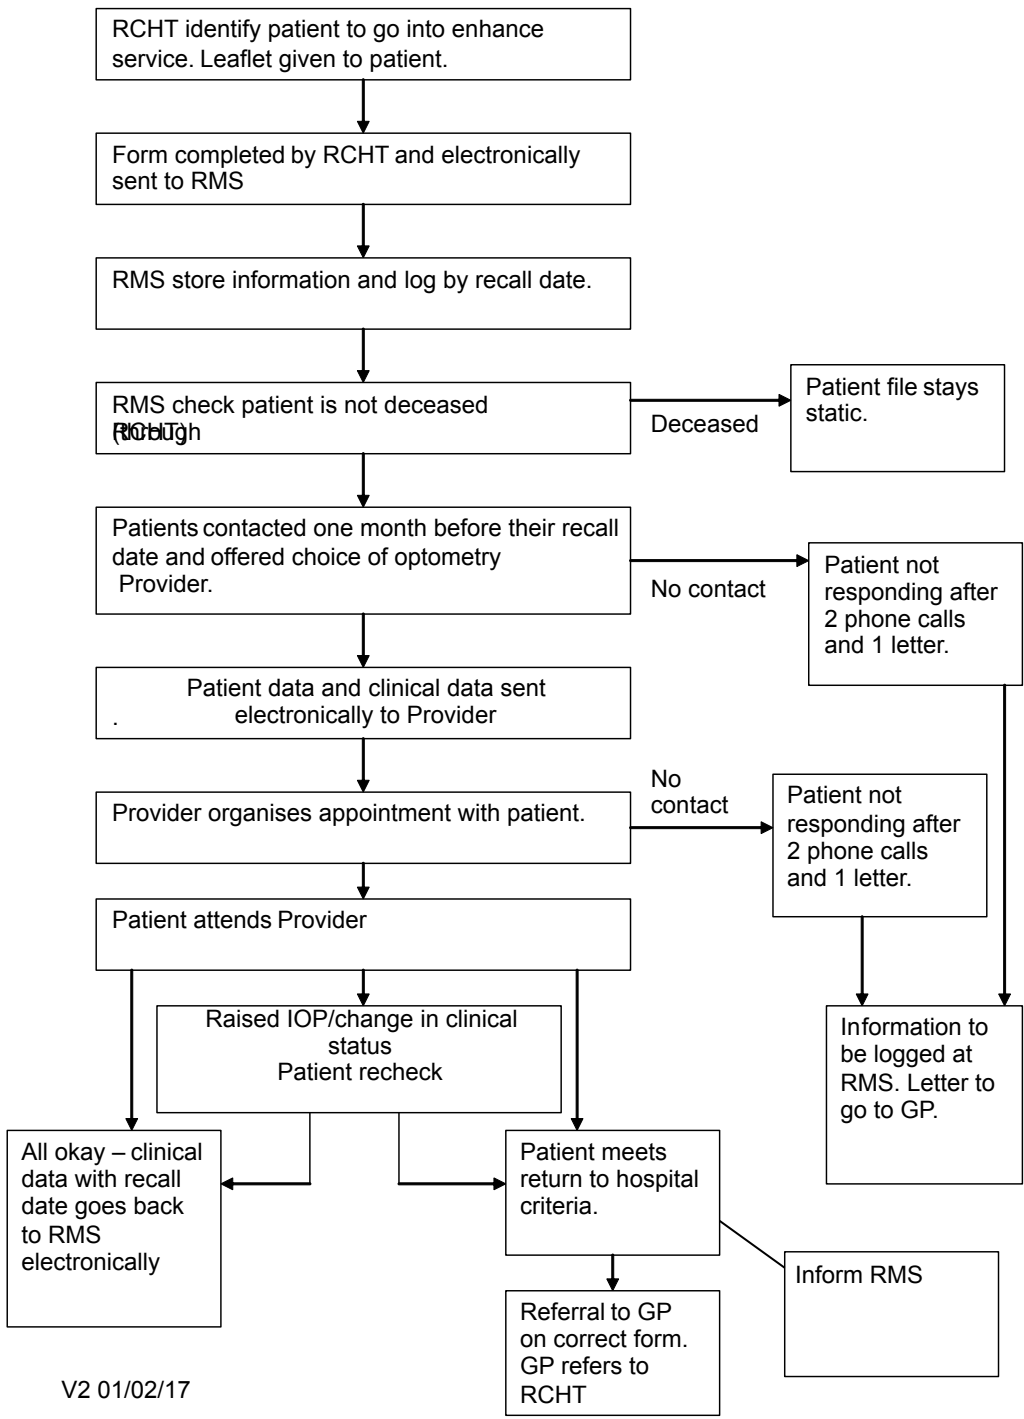 RCHT identify patient to go into enhance
service. Leaflet given to patient.
Form completed by RCHT and electronically
sent to RMS
RMS store information and log by recall date.
RMS check patient is not deceased
(through
RCHT)
Deceased
Patient file stays
static.
Patients contacted one month before their recall
date and offered choice of optometry
Provider.
No contact
Patient not
responding after
2 phone calls
and 1 letter.
Patient data and clinical data sent
. electronically to Provider
Provider organises appointment with patient.
No
contact
Patient not
responding after
2 phone calls
and 1 letter.
Patient attends Provider
Raised IOP/change in clinical
status
Patient recheck
Information to
be logged at
RMS. Letter to
go to GP.
All okay – clinical
data with recall
date goes back
to RMS
electronically
Patient meets
return to hospital
criteria.
Inform RMS
Referral to GP
on correct form.
GP refers to
RCHT
V2 01/02/17